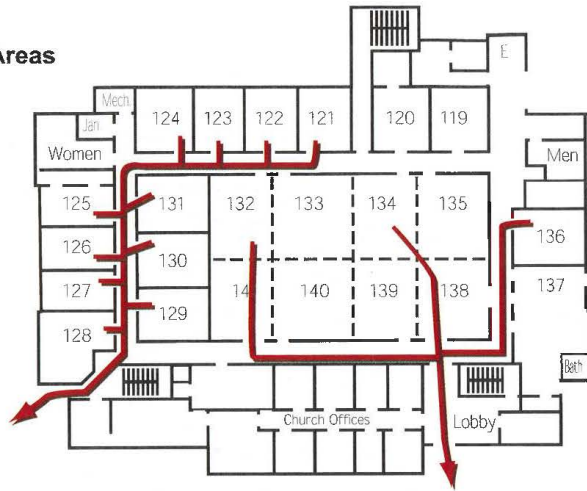 Areas
E
Mech.
124 123 122 121 120 119
Jan.
Women
Men
125 131 132 133 134 135
136
126 130
127
137
14 140 139 138
129
128
Bath
Church Offices
Lobby